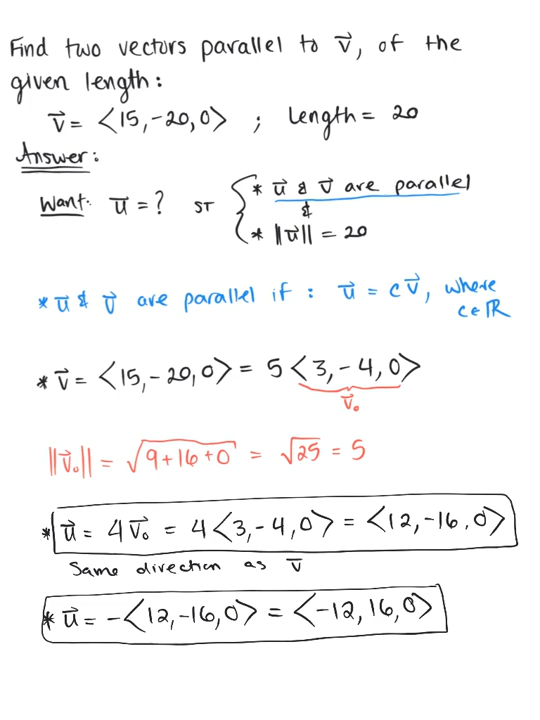 Find two vectors parallel to v⃗, of the
given length:
v⃗ = <15, -20, 0> ; length = 20
Answer:
Want: u⃗ = ? ST { * u⃗ & v⃗ are parallel
&
* ||u⃗|| = 20
* u⃗ & v⃗ are parallel if : u⃗ = c v⃗, where
c∈ℝ
* v⃗ = <15, -20, 0> = 5 <3, -4, 0>
v⃗₀
||v⃗₀|| = √(9+16+0) = √25 = 5
* u⃗ = 4 v⃗₀ = 4 <3, -4, 0> = <12, -16, 0>
Same direction as v⃗
* u⃗ = - <12, -16, 0> = <-12, 16, 0>